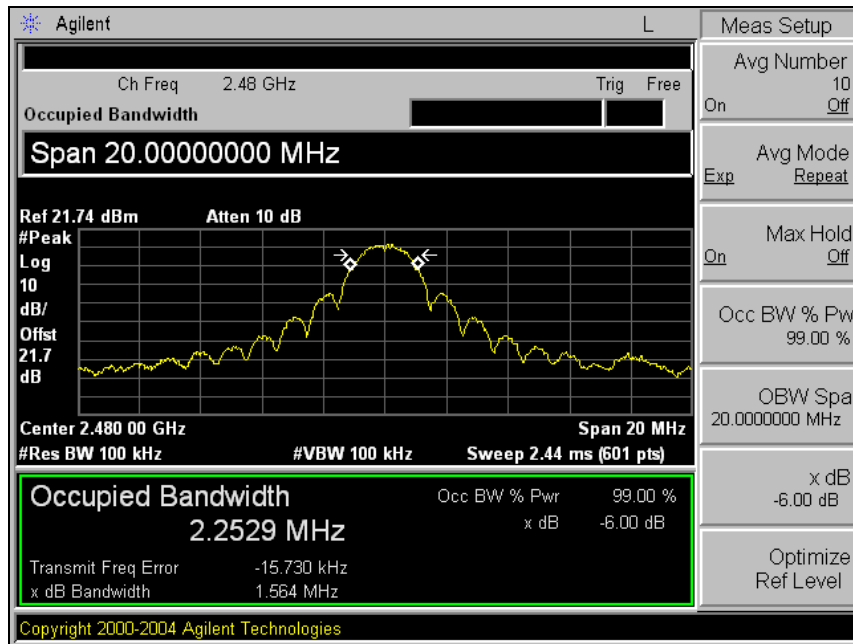 Agilent L Meas Setup
Ch Freq 2.48 GHz Trig Free
Occupied Bandwidth
Span 20.00000000 MHz
Ref 21.74 dBm Atten 10 dB
#Peak
Log
10
dB/
Offst
21.7
dB
Center 2.480 00 GHz Span 20 MHz
#Res BW 100 kHz #VBW 100 kHz Sweep 2.44 ms (601 pts)
Occupied Bandwidth Occ BW % Pwr 99.00 %
2.2529 MHz x dB -6.00 dB
Transmit Freq Error -15.730 kHz
x dB Bandwidth 1.564 MHz
Copyright 2000-2004 Agilent Technologies
Avg Number
10
On Off
Avg Mode
Exp Repeat
Max Hold
On Off
Occ BW % Pw
99.00 %
OBW Spa
20.0000000 MHz
x dB
-6.00 dB
Optimize
Ref Level